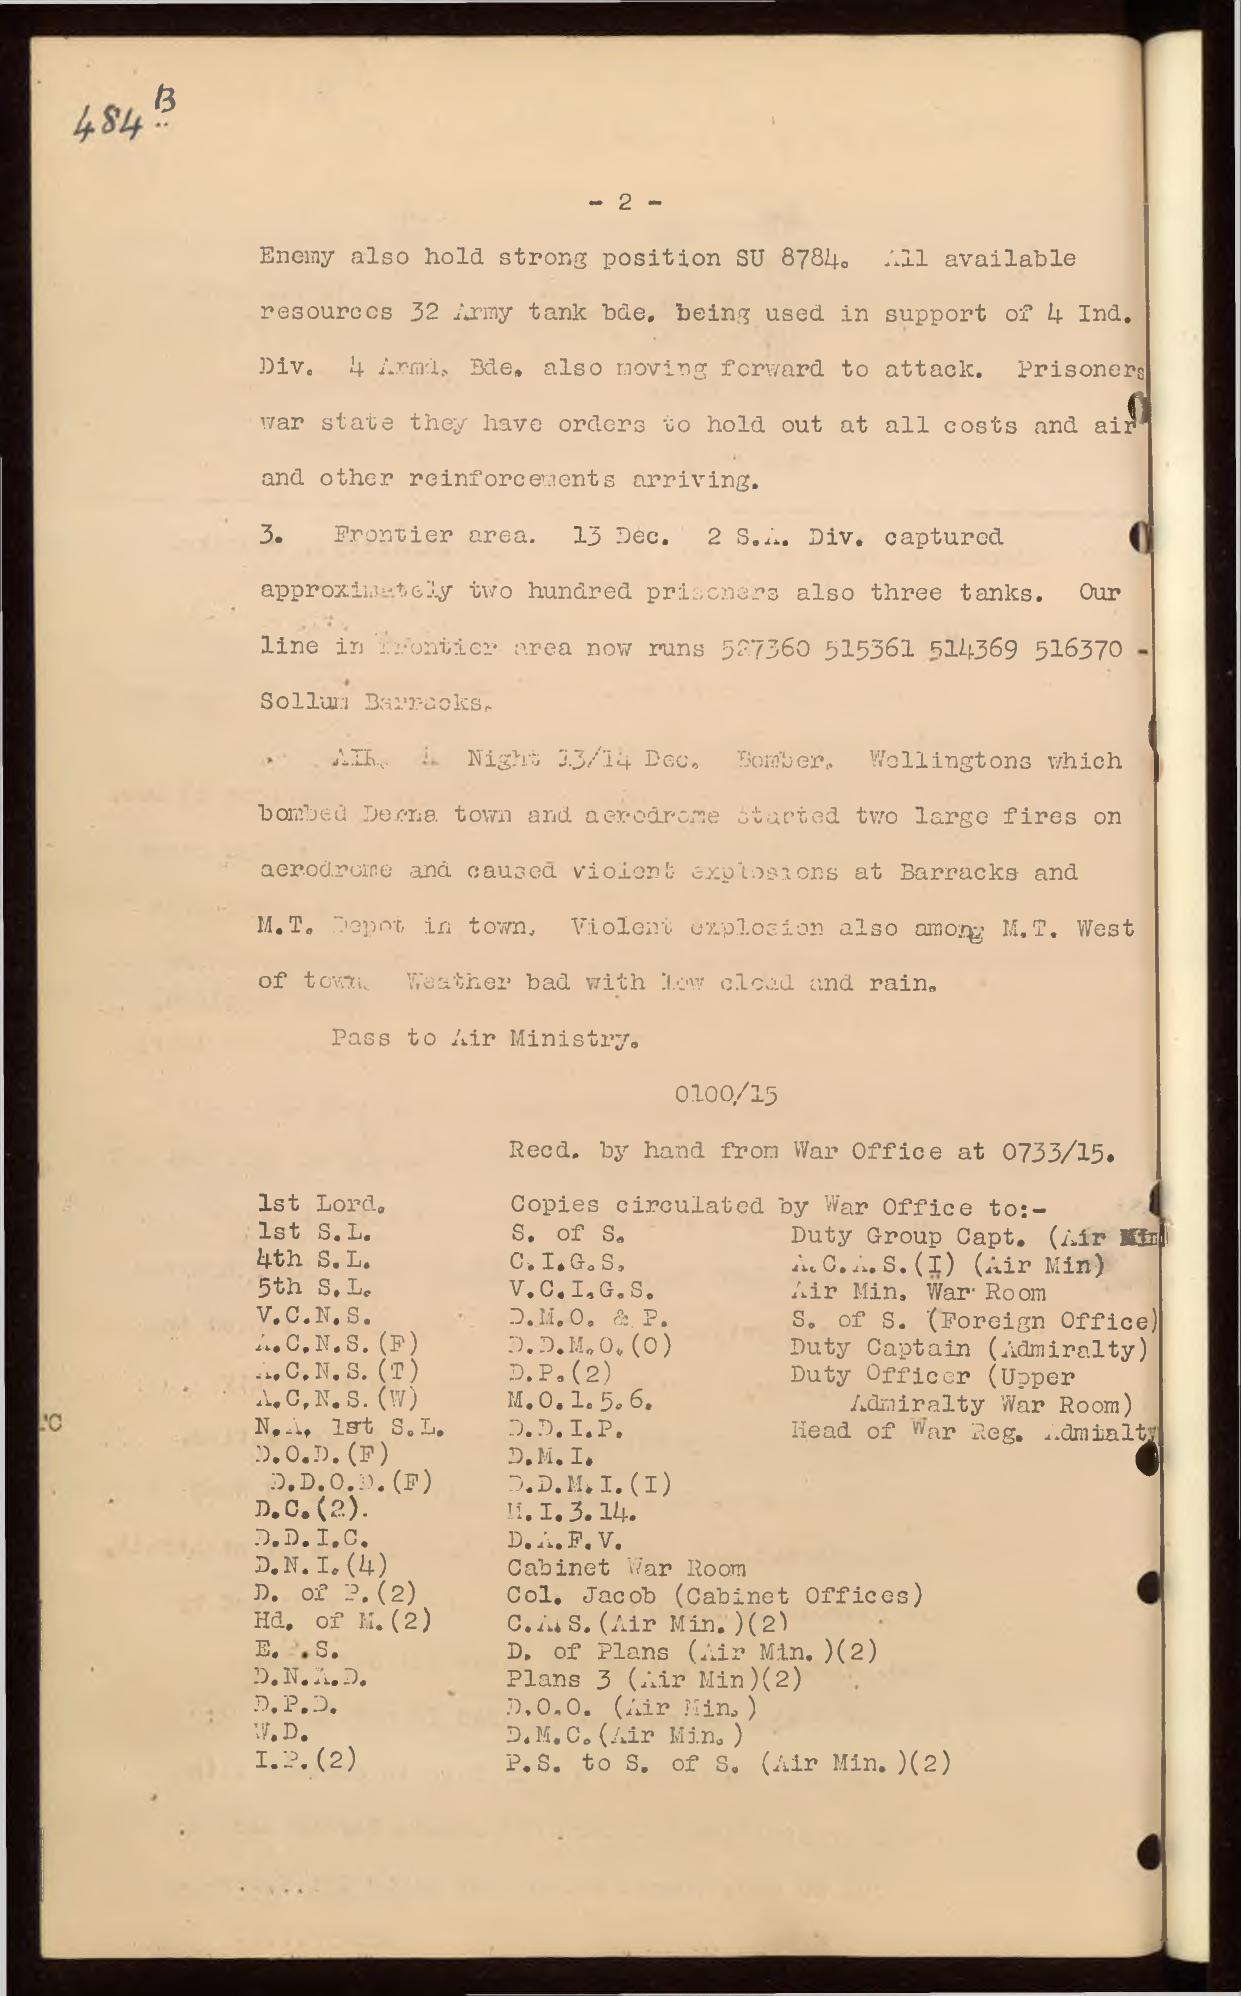 484 B
- 2 -
Enemy also hold strong position SU 8784. All available
resources 32 Army tank bde. being used in support of 4 Ind.
Div. 4 Armd. Bde. also moving forward to attack. Prisoners
war state they have orders to hold out at all costs and air
and other reinforcements arriving.
3. Frontier area. 13 Dec. 2 S.A. Div. captured
approximately two hundred prisoners also three tanks. Our
line in Frontier area now runs 527360 515361 514369 516370 -
Sollum Barracks.
AIR. Night 13/14 Dec. Bomber. Wellingtons which
bombed Derna town and aerodrome started two large fires on
aerodrome and caused violent explosions at Barracks and
M.T. Depot in town. Violent explosion also among M.T. West
of town. Weather bad with low cloud and rain.
Pass to Air Ministry.
0100/15
Recd. by hand from War Office at 0733/15.
1st Lord.
1st S.L.
4th S.L.
5th S.L.
V.C.N.S.
A.C.N.S.(F)
A.C.N.S.(T)
A.C.N.S.(W)
N.A. 1st S.L.
D.O.D.(F)
D.D.O.D.(F)
D.C.(2).
D.D.I.C.
D.N.I.(4)
D. of P.(2)
Hd. of M.(2)
E. .S.
D.N.A.D.
D.P.D.
W.D.
I.P.(2)
Copies circulated by War Office to:-
S. of S.
C.I.G.S.
V.C.I.G.S.
D.M.O. & P.
D.D.M.O.(O)
D.P.(2)
M.O.1.5.6.
D.D.I.P.
D.M.I.
D.D.M.I.(I)
M.I.3.14.
D.A.F.V.
Cabinet War Room
Col. Jacob (Cabinet Offices)
C.A.S.(Air Min.)(2)
D. of Plans (Air Min.)(2)
Plans 3 (Air Min)(2)
D.O.O. (Air Min.)
D.M.C.(Air Min.)
P.S. to S. of S. (Air Min.)(2)
Duty Group Capt. (Air Min
A.C.A.S.(I) (Air Min)
Air Min. War Room
S. of S. (Foreign Office)
Duty Captain (Admiralty)
Duty Officer (Upper
Admiralty War Room)
Head of War Reg. Admialty